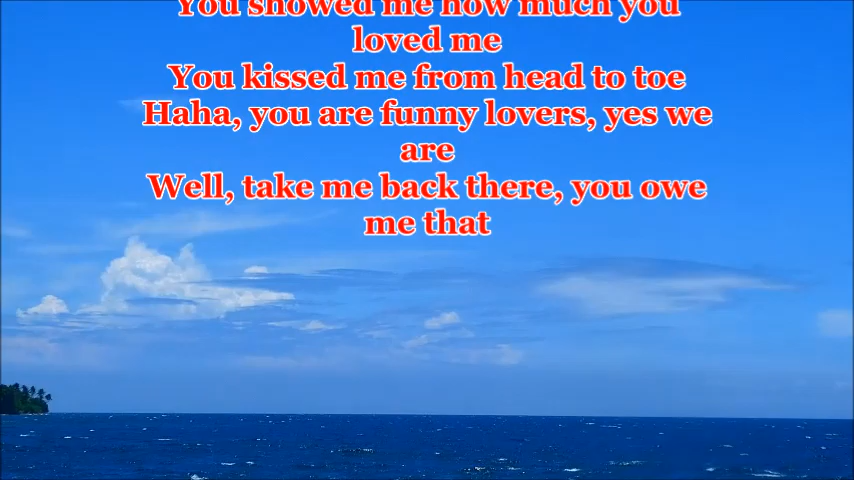 You showed me how much you
loved me
You kissed me from head to toe
Haha, you are funny lovers, yes we
are
Well, take me back there, you owe
me that